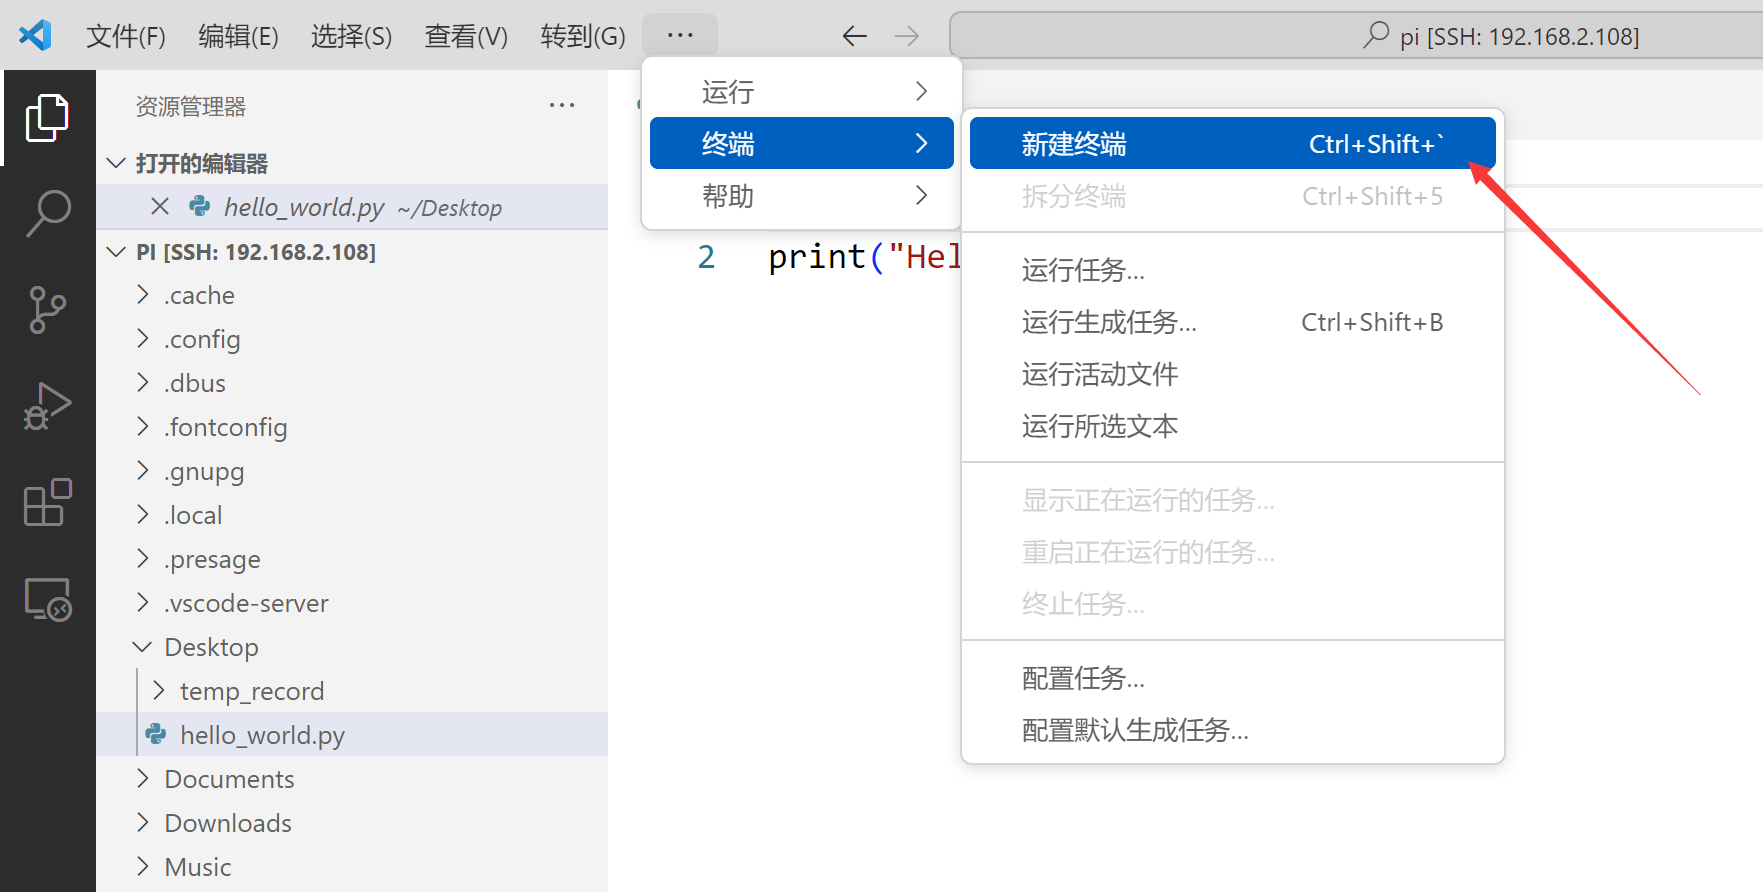 文件(F) 编辑(E) 选择(S) 查看(V) 转到(G) ··· pi [SSH: 192.168.2.108]
资源管理器 ···
打开的编辑器
hello_world.py ~/Desktop
PI [SSH: 192.168.2.108]
.cache
.config
.dbus
.fontconfig
.gnupg
.local
.presage
.vscode-server
Desktop
temp_record
hello_world.py
Documents
Downloads
Music
运行
终端
帮助
2 print("Hel
新建终端 Ctrl+Shift+`
拆分终端 Ctrl+Shift+5
运行任务...
运行生成任务... Ctrl+Shift+B
运行活动文件
运行所选文本
显示正在运行的任务...
重启正在运行的任务...
终止任务...
配置任务...
配置默认生成任务...